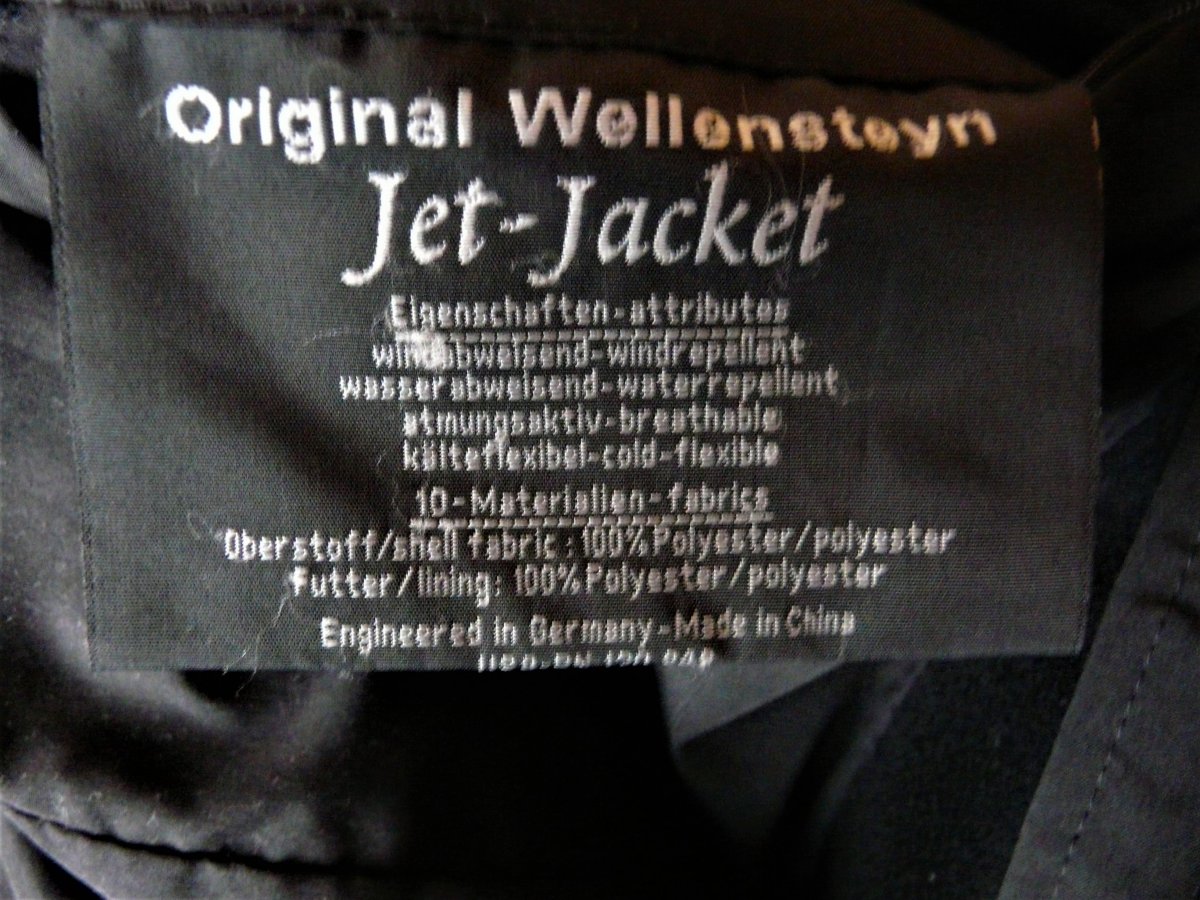 Original Wellensteyn
Jet-Jacket
Eigenschaften-attributes
windabweisend-windrepellent
wasserabweisend-waterrepellent
atmungsaktiv-breathable
kälteflexibel-cold-flexible
10-Materialien-fabrics
Oberstoff/shell fabric: 100%Polyester/polyester
Futter/lining: 100%Polyester/polyester
Engineered in Germany-Made in China